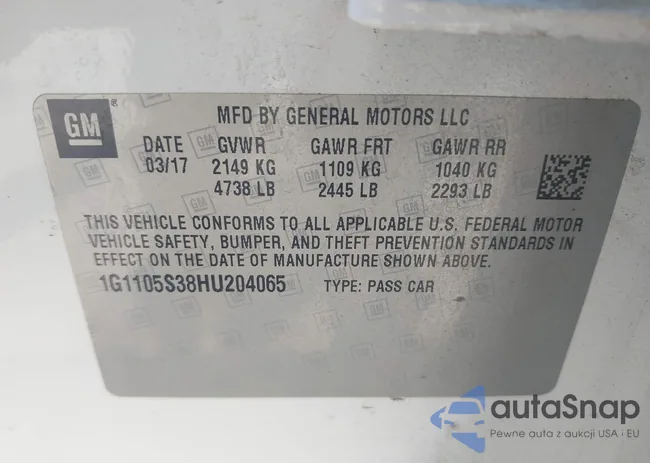 GM
MFD BY GENERAL MOTORS LLC
DATE GVWR GAWR FRT GAWR RR
03/17 2149 KG 1109 KG 1040 KG
4738 LB 2445 LB 2293 LB
THIS VEHICLE CONFORMS TO ALL APPLICABLE U.S. FEDERAL MOTOR
VEHICLE SAFETY, BUMPER, AND THEFT PREVENTION STANDARDS IN
EFFECT ON THE DATE OF MANUFACTURE SHOWN ABOVE.
1G1105S38HU204065 TYPE: PASS CAR
autaSnap
Pewne auta z aukcji USA i EU